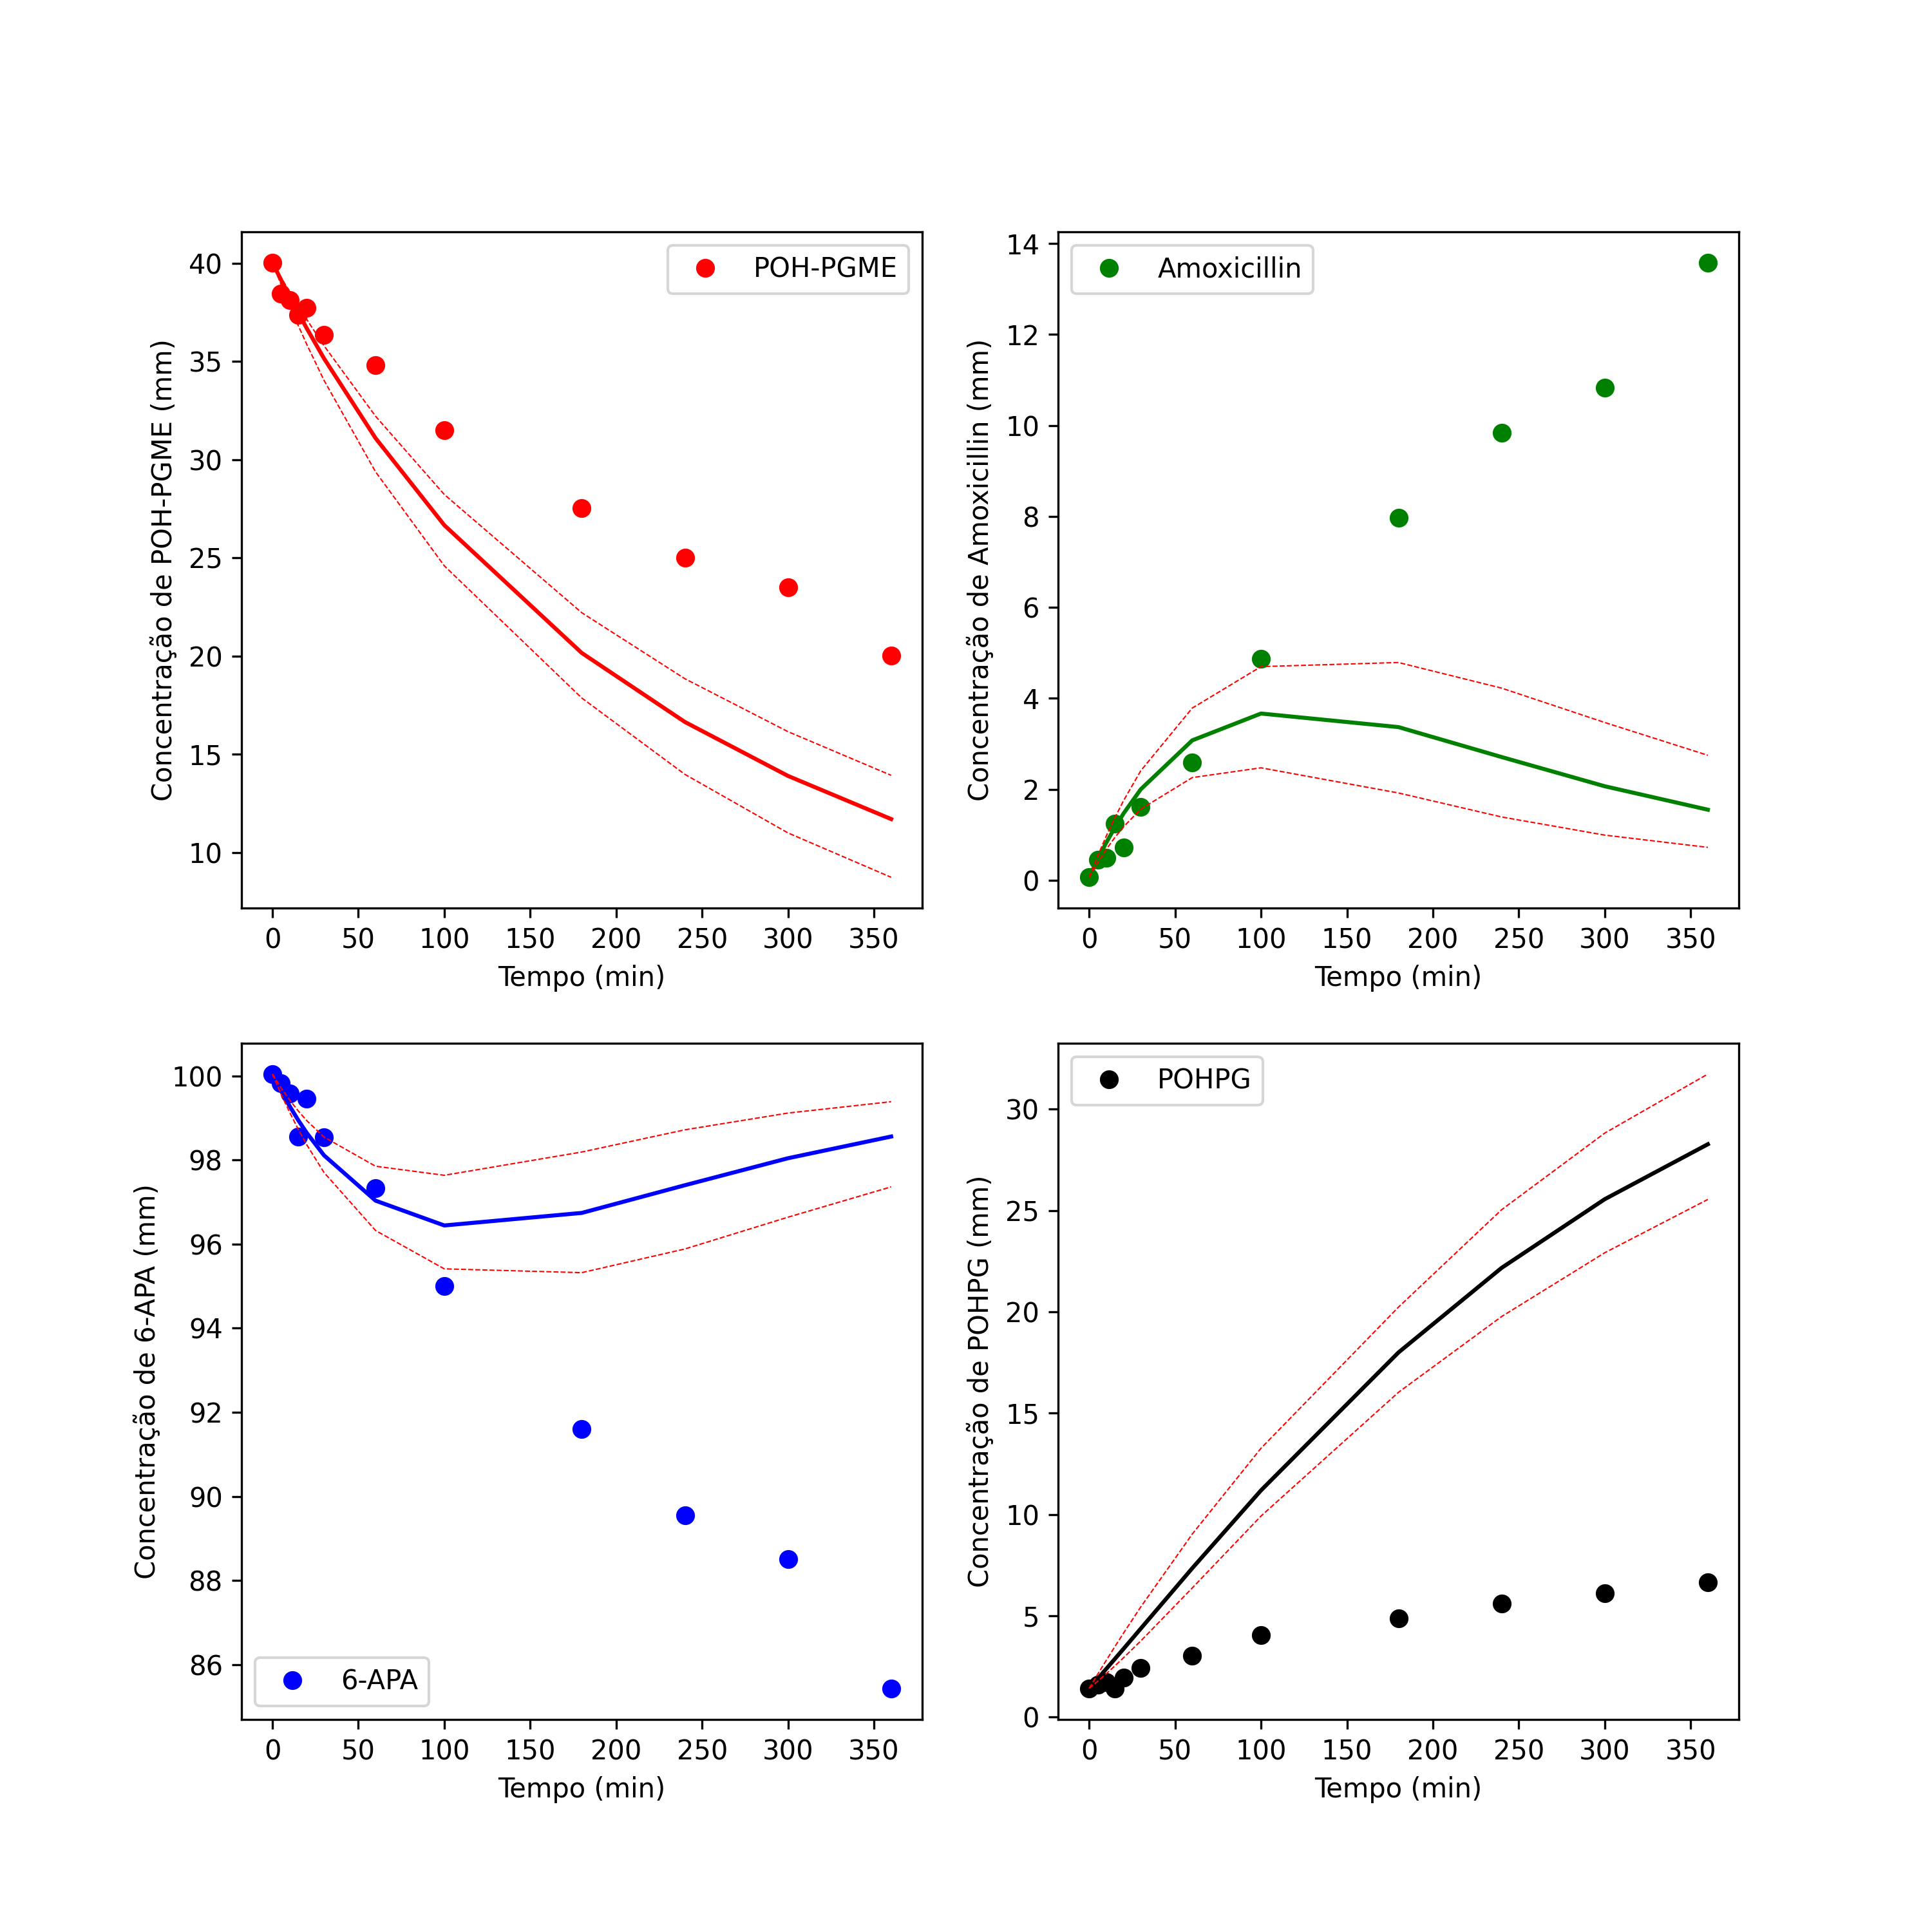 POH-PGME
40
35
30
25
20
15
10
Concentração de POH-PGME (mm)
0 50 100 150 200 250 300 350
Tempo (min)
Amoxicillin
14
12
10
8
6
4
2
0
Concentração de Amoxicillin (mm)
0 50 100 150 200 250 300 350
Tempo (min)
100
98
96
94
92
90
88
86
Concentração de 6-APA (mm)
6-APA
0 50 100 150 200 250 300 350
Tempo (min)
POHPG
30
25
20
15
10
5
0
Concentração de POHPG (mm)
0 50 100 150 200 250 300 350
Tempo (min)